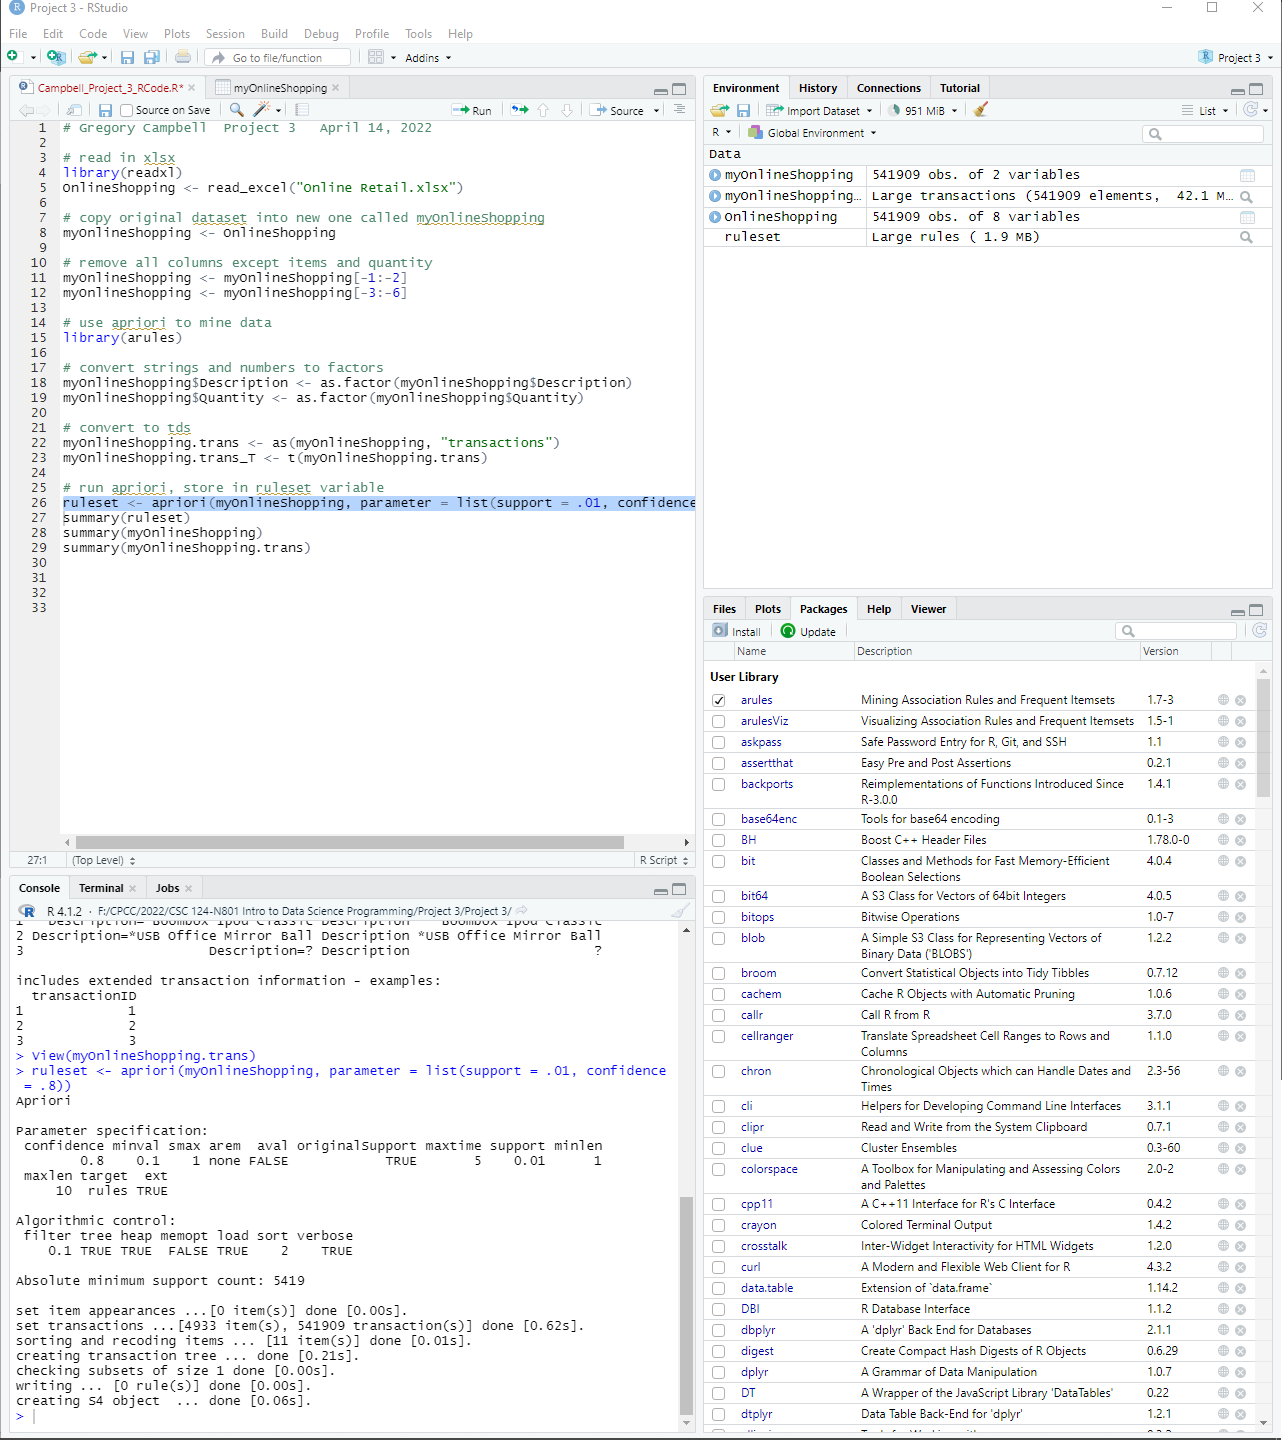 Project 3 - RStudio
File Edit Code View Plots Session Build Debug Profile Tools Help
Go to file/function Addins Project 3
Campbell_Project_3_RCode.R* myOnlineShopping
Source on Save Run Source
1 # Gregory Campbell  Project 3   April 14, 2022
2
3 # read in xlsx
4 library(readxl)
5 OnlineShopping <- read_excel("Online Retail.xlsx")
6
7 # copy original dataset into new one called myOnlineShopping
8 myOnlineShopping <- OnlineShopping
9
10 # remove all columns except items and quantity
11 myOnlineShopping <- myOnlineShopping[-1:-2]
12 myOnlineShopping <- myOnlineShopping[-3:-6]
13
14 # use apriori to mine data
15 library(arules)
16
17 # convert strings and numbers to factors
18 myOnlineShopping$Description <- as.factor(myOnlineShopping$Description)
19 myOnlineShopping$Quantity <- as.factor(myOnlineShopping$Quantity)
20
21 # convert to tds
22 myOnlineShopping.trans <- as(myOnlineShopping, "transactions")
23 myOnlineShopping.trans_T <- t(myOnlineShopping.trans)
24
25 # run apriori, store in ruleset variable
26 ruleset <- apriori(myOnlineShopping, parameter = list(support = .01, confidence
27 summary(ruleset)
28 summary(myOnlineShopping)
29 summary(myOnlineShopping.trans)
30
31
32
33
27:1 (Top Level) R Script
Console Terminal Jobs
R 4.1.2 · F:/CPCC/2022/CSC 124-N801 Intro to Data Science Programming/Project 3/Project 3/
1 Description= Boombox Ipod Classic Description Boombox Ipod Classic
2 Description=*USB Office Mirror Ball Description *USB Office Mirror Ball
3 Description=? Description ?
includes extended transaction information - examples:
transactionID
1 1
2 2
3 3
> View(myOnlineShopping.trans)
> ruleset <- apriori(myOnlineShopping, parameter = list(support = .01, confidence
= .8))
Apriori
Parameter specification:
confidence minval smax arem aval originalSupport maxtime support minlen
0.8 0.1 1 none FALSE TRUE 5 0.01 1
maxlen target ext
10 rules TRUE
Algorithmic control:
filter tree heap memopt load sort verbose
0.1 TRUE TRUE FALSE TRUE 2 TRUE
Absolute minimum support count: 5419
set item appearances ...[0 item(s)] done [0.00s].
set transactions ...[4933 item(s), 541909 transaction(s)] done [0.62s].
sorting and recoding items ... [11 item(s)] done [0.01s].
creating transaction tree ... done [0.21s].
checking subsets of size 1 done [0.00s].
writing ... [0 rule(s)] done [0.00s].
creating S4 object  ... done [0.06s].
>
Environment History Connections Tutorial
Import Dataset 951 MiB List
R Global Environment
Data
myOnlineShopping 541909 obs. of 2 variables
myOnlineShopping… Large transactions (541909 elements, 42.1 M…
OnlineShopping 541909 obs. of 8 variables
ruleset Large rules ( 1.9 MB)
Files Plots Packages Help Viewer
Install Update
Name Description Version
User Library
arules Mining Association Rules and Frequent Itemsets 1.7-3
arulesViz Visualizing Association Rules and Frequent Itemsets 1.5-1
askpass Safe Password Entry for R, Git, and SSH 1.1
assertthat Easy Pre and Post Assertions 0.2.1
backports Reimplementations of Functions Introduced Since 1.4.1
R-3.0.0
base64enc Tools for base64 encoding 0.1-3
BH Boost C++ Header Files 1.78.0-0
bit Classes and Methods for Fast Memory-Efficient 4.0.4
Boolean Selections
bit64 A S3 Class for Vectors of 64bit Integers 4.0.5
bitops Bitwise Operations 1.0-7
blob A Simple S3 Class for Representing Vectors of 1.2.2
Binary Data ('BLOBS')
broom Convert Statistical Objects into Tidy Tibbles 0.7.12
cachem Cache R Objects with Automatic Pruning 1.0.6
callr Call R from R 3.7.0
cellranger Translate Spreadsheet Cell Ranges to Rows and 1.1.0
Columns
chron Chronological Objects which can Handle Dates and 2.3-56
Times
cli Helpers for Developing Command Line Interfaces 3.1.1
clipr Read and Write from the System Clipboard 0.7.1
clue Cluster Ensembles 0.3-60
colorspace A Toolbox for Manipulating and Assessing Colors 2.0-2
and Palettes
cpp11 A C++11 Interface for R's C Interface 0.4.2
crayon Colored Terminal Output 1.4.2
crosstalk Inter-Widget Interactivity for HTML Widgets 1.2.0
curl A Modern and Flexible Web Client for R 4.3.2
data.table Extension of `data.frame` 1.14.2
DBI R Database Interface 1.1.2
dbplyr A 'dplyr' Back End for Databases 2.1.1
digest Create Compact Hash Digests of R Objects 0.6.29
dplyr A Grammar of Data Manipulation 1.0.7
DT A Wrapper of the JavaScript Library 'DataTables' 0.22
dtplyr Data Table Back-End for 'dplyr' 1.2.1